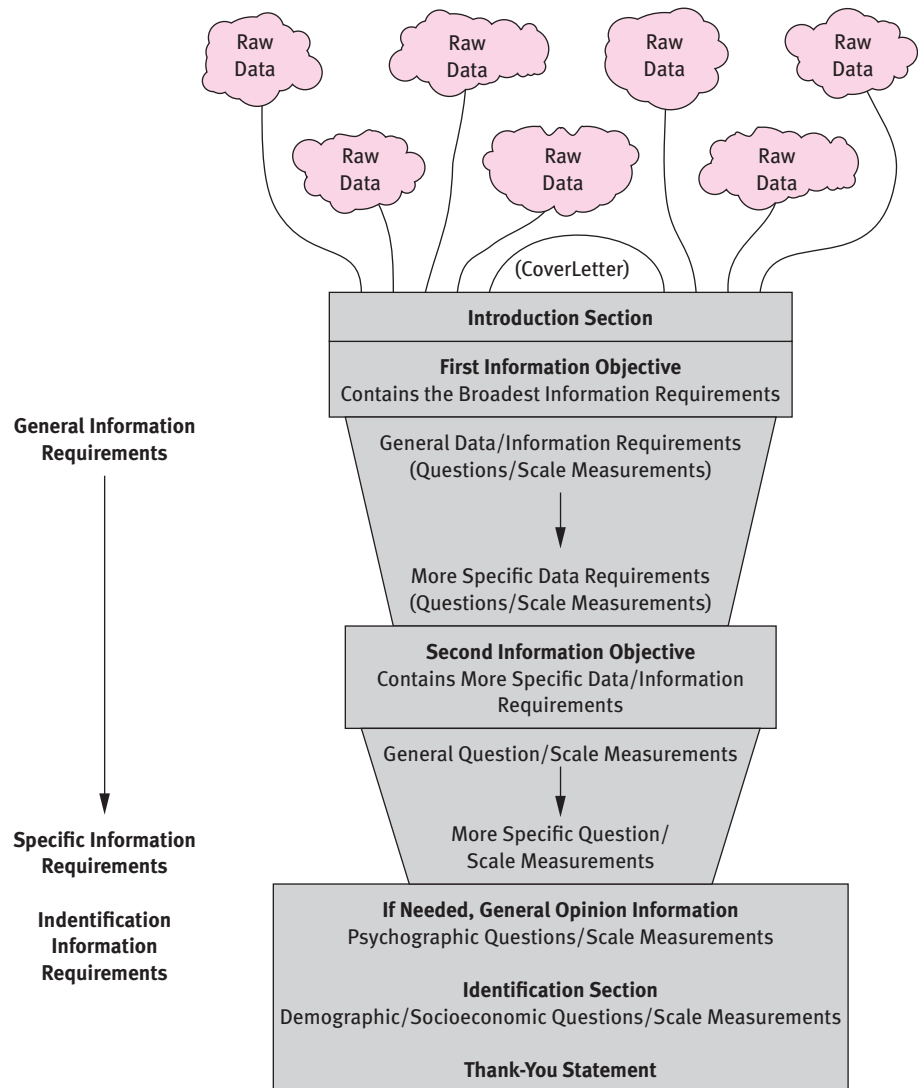 Raw
Data
Raw
Data
Raw
Data
Raw
Data
Raw
Data
Raw
Data
Raw
Data
(CoverLetter)
Introduction Section
First Information Objective
Contains the Broadest Information Requirements
General Information
Requirements
General Data/Information Requirements
(Questions/Scale Measurements)
More Specific Data Requirements
(Questions/Scale Measurements)
Second Information Objective
Contains More Specific Data/Information
Requirements
General Question/Scale Measurements
More Specific Question/
Scale Measurements
Specific Information
Requirements
Indentification
Information
Requirements
If Needed, General Opinion Information
Psychographic Questions/Scale Measurements
Identification Section
Demographic/Socioeconomic Questions/Scale Measurements
Thank-You Statement